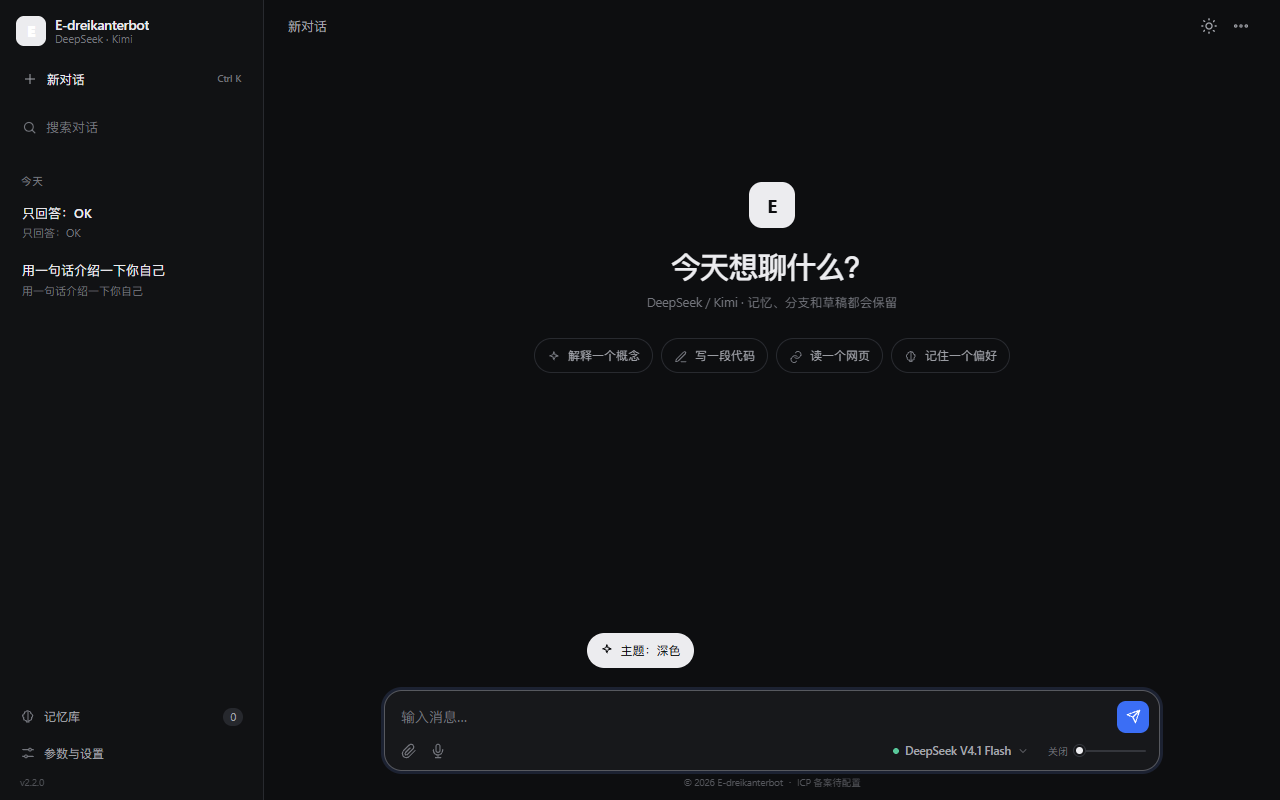 E
E-dreikanterbot
DeepSeek · Kimi
新对话
Ctrl K
搜索对话
今天
只回答：OK
只回答：OK
用一句话介绍一下你自己
用一句话介绍一下你自己
记忆库
0
参数与设置
v2.2.0
新对话
E
今天想聊什么?
DeepSeek / Kimi · 记忆、分支和草稿都会保留
解释一个概念
写一段代码
读一个网页
记住一个偏好
主题：深色
输入消息...
DeepSeek V4.1 Flash
关闭
© 2026 E-dreikanterbot · ICP 备案待配置